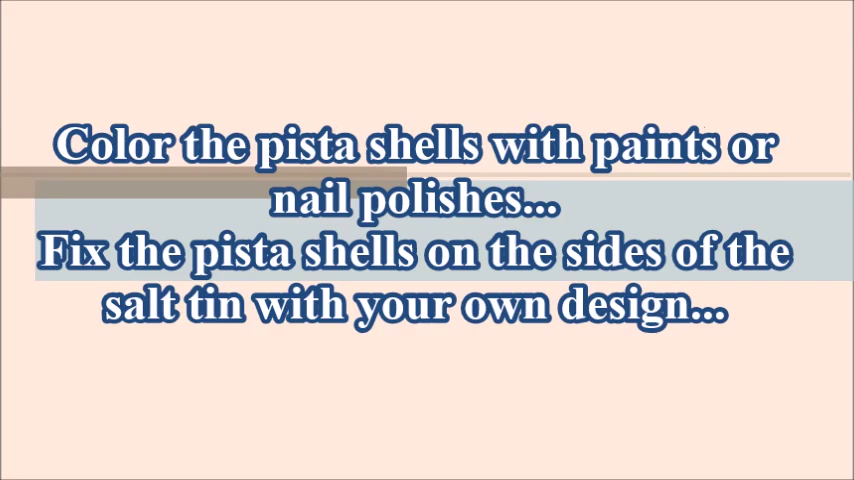 Color the pista shells with paints or
nail polishes...
Fix the pista shells on the sides of the
salt tin with your own design...